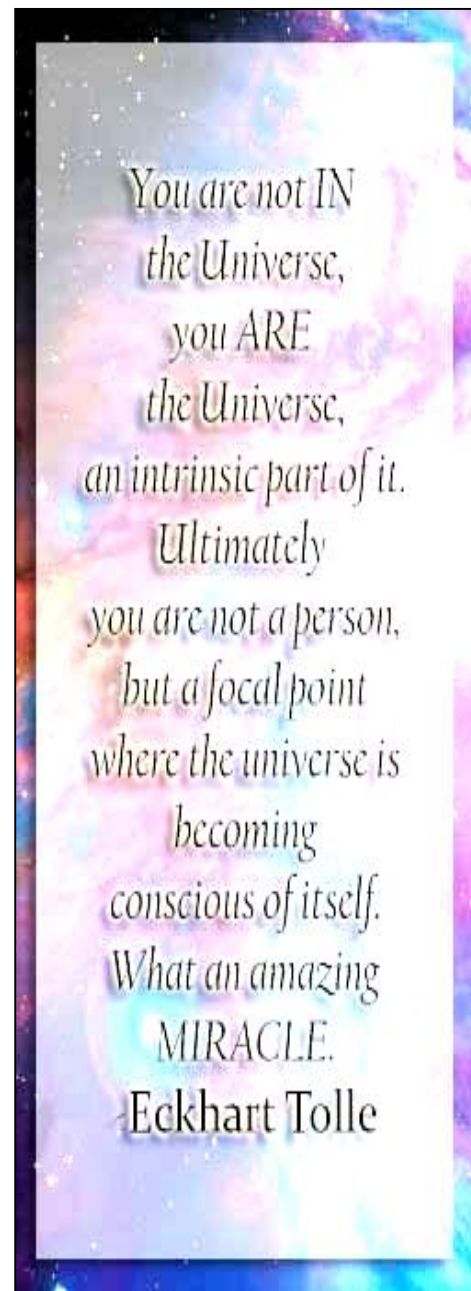 You are not IN
the Universe,
you ARE
the Universe,
an intrinsic part of it.
Ultimately
you are not a person,
but a focal point
where the universe is
becoming
conscious of itself.
What an amazing
MIRACLE.
-Eckhart Tolle